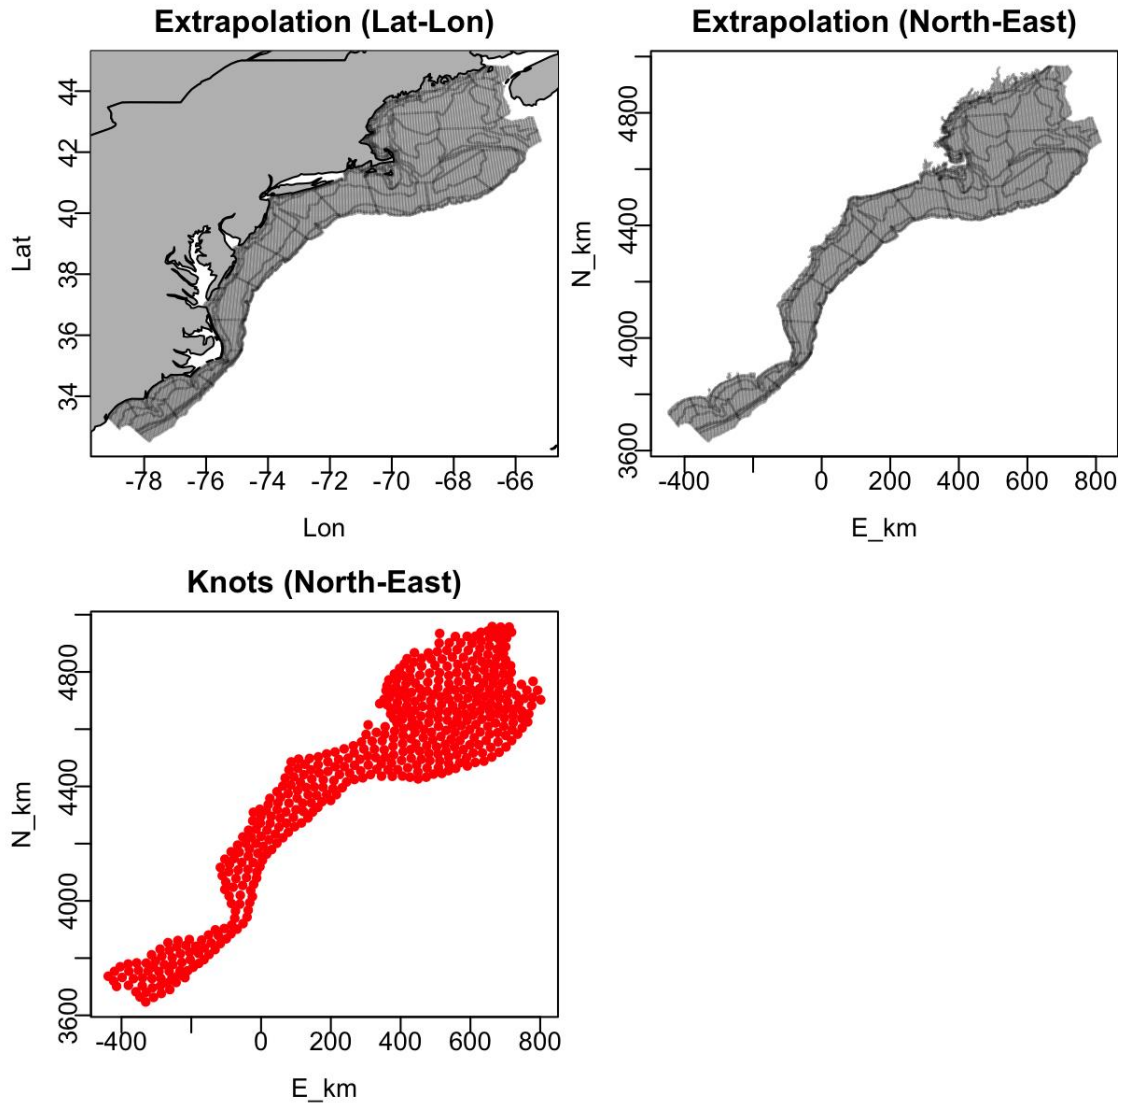 Extrapolation (Lat-Lon)
Lat
34 36 38 40 42 44
-78 -76 -74 -72 -70 -68 -66
Lon
Extrapolation (North-East)
N_km
3600 4000 4400 4800
-400 0 200 400 600 800
E_km
Knots (North-East)
N_km
3600 4000 4400 4800
-400 0 200 400 600 800
E_km